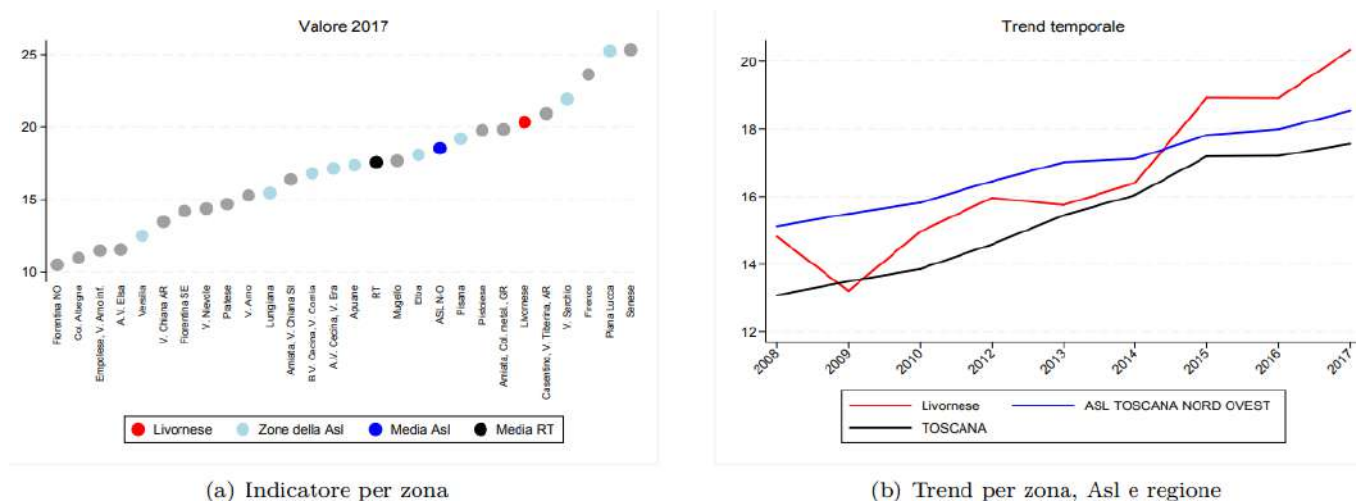 Valore 2017
25
20
15
10
Fiorentina NO
Col. Albegna
Empolese, V. Arno inf.
A.V. Elsa
Versilia
V. Chiana AR
Fiorentina SE
V. Nievole
Pratese
V. Arno
Lunigiana
Amiata, V. Chiana SI
B.V. Cecina, V. Cornia
A.V. Cecina, V. Era
Apuane
RT
Mugello
Elba
ASL N-O
Pisana
Pistoiese
Amiata, Col. metal., GR
Livornese
Casentino, V. Tiberina, AR
V. Serchio
Firenze
Piana Lucca
Senese
Livornese
Zone della Asl
Media Asl
Media RT
(a) Indicatore per zona
Trend temporale
20
18
16
14
12
2008
2009
2010
2012
2013
2014
2015
2016
2017
Livornese
ASL TOSCANA NORD OVEST
TOSCANA
(b) Trend per zona, Asl e regione